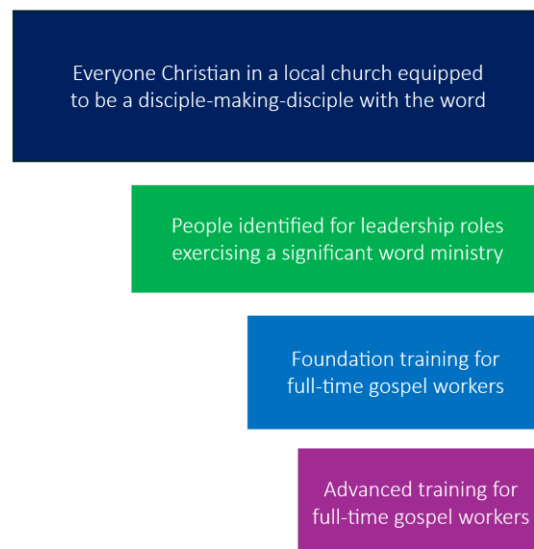 Everyone Christian in a local church equipped
to be a disciple-making-disciple with the word
People identified for leadership roles
exercising a significant word ministry
Foundation training for
full-time gospel workers
Advanced training for
full-time gospel workers